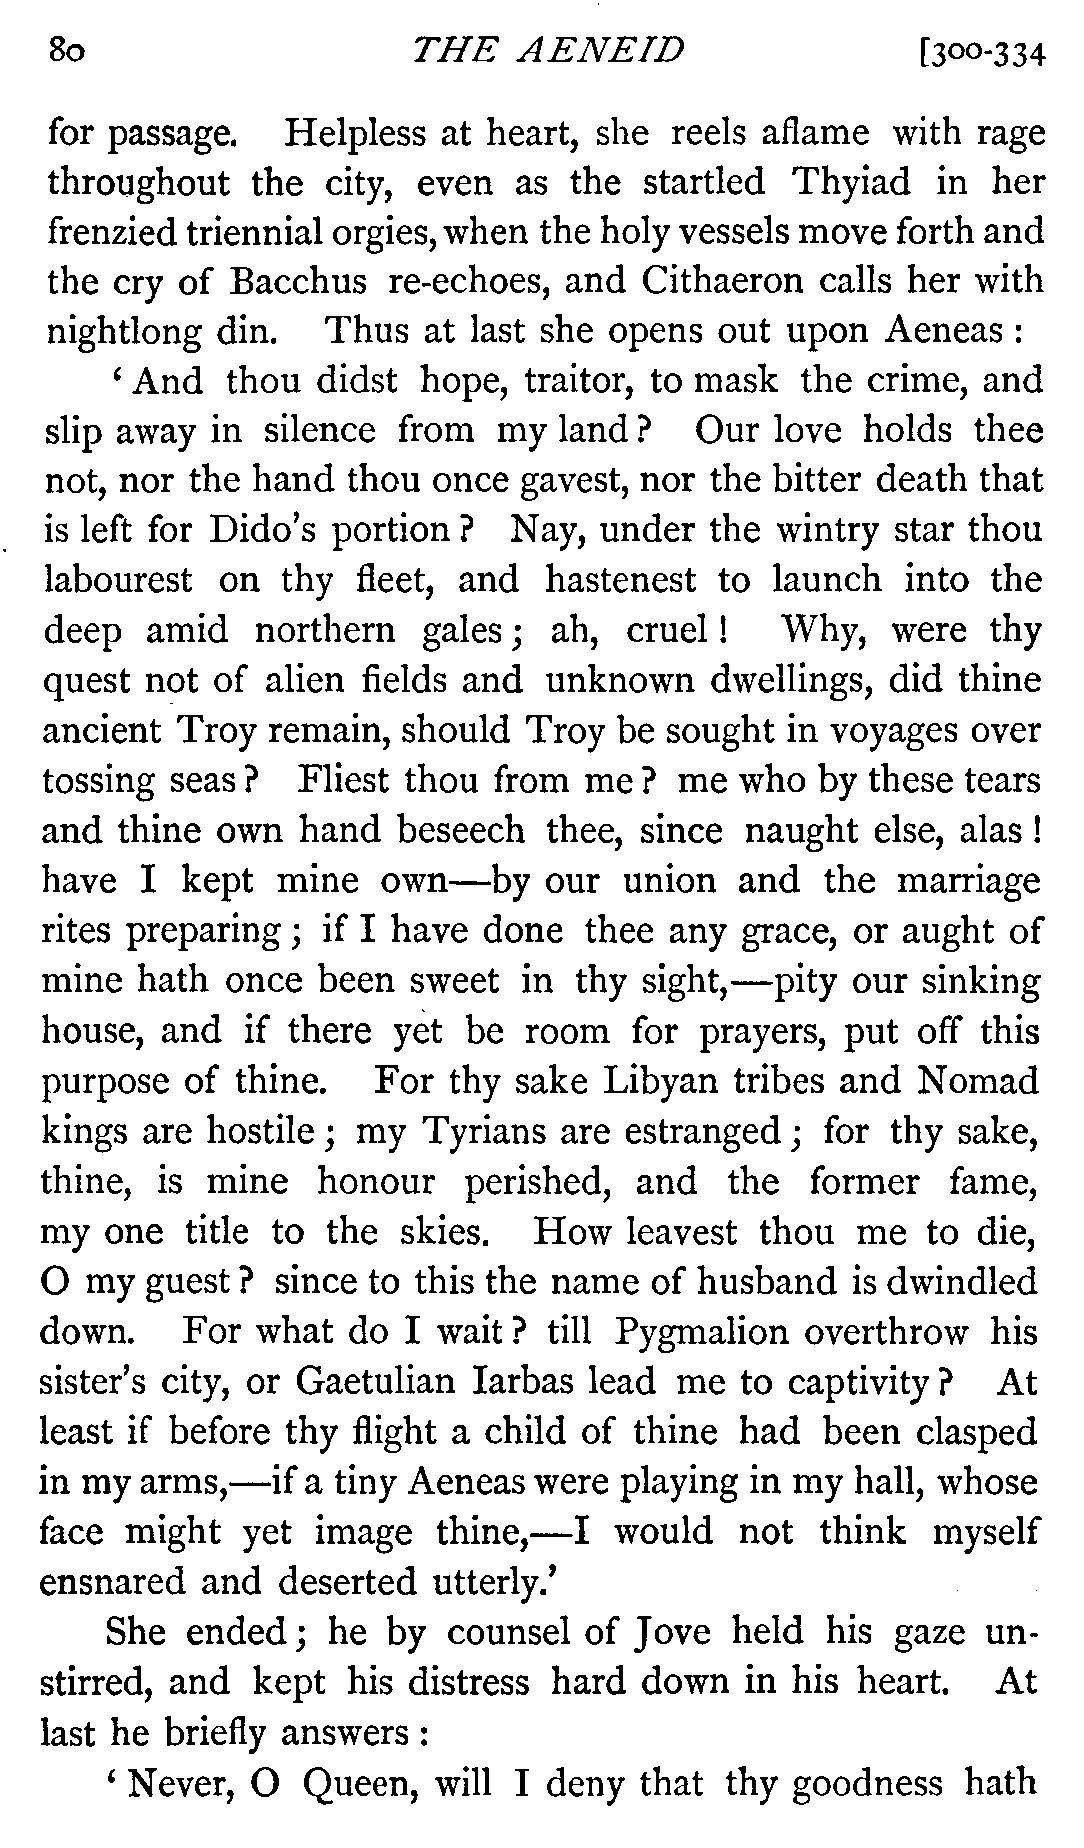 80 THE AENEID [300-334
for passage. Helpless at heart, she reels aflame with rage
throughout the city, even as the startled Thyiad in her
frenzied triennial orgies, when the holy vessels move forth and
the cry of Bacchus re-echoes, and Cithaeron calls her with
nightlong din. Thus at last she opens out upon Aeneas :
‘ And thou didst hope, traitor, to mask the crime, and
slip away in silence from my land ? Our love holds thee
not, nor the hand thou once gavest, nor the bitter death that
is left for Dido’s portion ? Nay, under the wintry star thou
labourest on thy fleet, and hastenest to launch into the
deep amid northern gales ; ah, cruel ! Why, were thy
quest not of alien fields and unknown dwellings, did thine
ancient Troy remain, should Troy be sought in voyages over
tossing seas ? Fliest thou from me ? me who by these tears
and thine own hand beseech thee, since naught else, alas !
have I kept mine own—by our union and the marriage
rites preparing ; if I have done thee any grace, or aught of
mine hath once been sweet in thy sight,—pity our sinking
house, and if there yet be room for prayers, put off this
purpose of thine. For thy sake Libyan tribes and Nomad
kings are hostile ; my Tyrians are estranged ; for thy sake,
thine, is mine honour perished, and the former fame,
my one title to the skies. How leavest thou me to die,
O my guest ? since to this the name of husband is dwindled
down. For what do I wait ? till Pygmalion overthrow his
sister’s city, or Gaetulian Iarbas lead me to captivity ? At
least if before thy flight a child of thine had been clasped
in my arms,—if a tiny Aeneas were playing in my hall, whose
face might yet image thine,—I would not think myself
ensnared and deserted utterly.’
She ended ; he by counsel of Jove held his gaze un-
stirred, and kept his distress hard down in his heart. At
last he briefly answers :
‘ Never, O Queen, will I deny that thy goodness hath